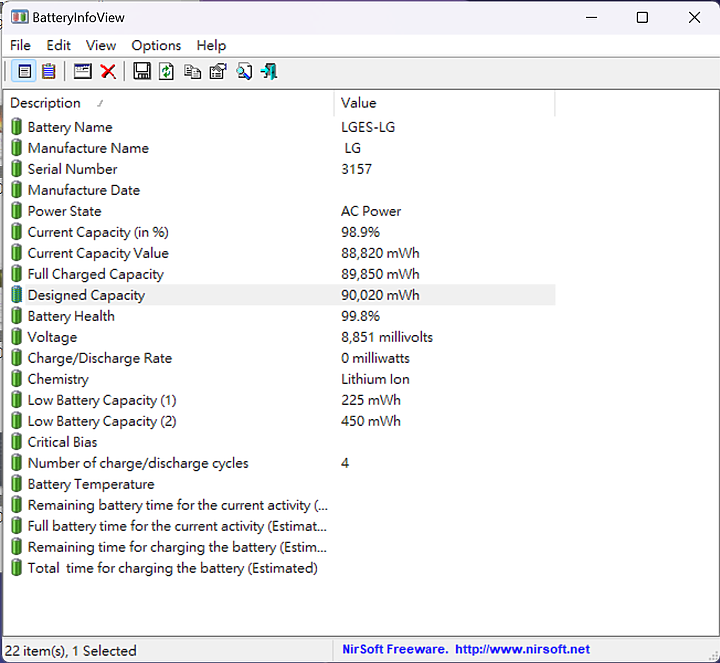 BatteryInfoView
File Edit View Options Help
Description Value
Battery Name LGES-LG
Manufacture Name LG
Serial Number 3157
Manufacture Date
Power State AC Power
Current Capacity (in %) 98.9%
Current Capacity Value 88,820 mWh
Full Charged Capacity 89,850 mWh
Designed Capacity 90,020 mWh
Battery Health 99.8%
Voltage 8,851 millivolts
Charge/Discharge Rate 0 milliwatts
Chemistry Lithium Ion
Low Battery Capacity (1) 225 mWh
Low Battery Capacity (2) 450 mWh
Critical Bias
Number of charge/discharge cycles 4
Battery Temperature
Remaining battery time for the current activity (...
Full battery time for the current activity (Estimat...
Remaining time for charging the battery (Estim...
Total  time for charging the battery (Estimated)
22 item(s), 1 Selected NirSoft Freeware.  http://www.nirsoft.net